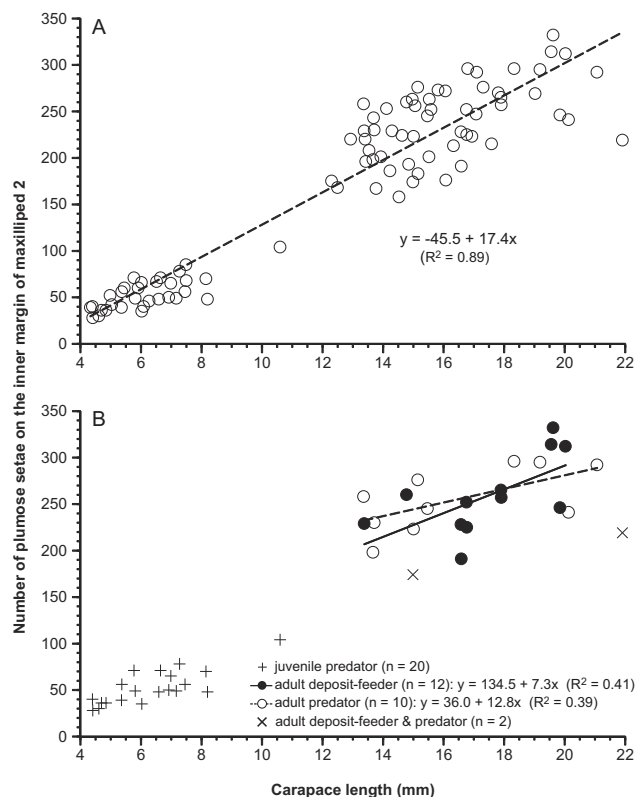 A
350
300
250
200
150
100
50
0
y = -45.5 + 17.4x
(R² = 0.89)
4 6 8 10 12 14 16 18 20 22
Number of plumose setae on the inner margin of maxilliped 2
B
350
300
250
200
150
100
50
0
juvenile predator (n = 20)
adult deposit-feeder (n = 12): y = 134.5 + 7.3x (R² = 0.41)
adult predator (n = 10): y = 36.0 + 12.8x (R² = 0.39)
adult deposit-feeder & predator (n = 2)
4 6 8 10 12 14 16 18 20 22
Carapace length (mm)